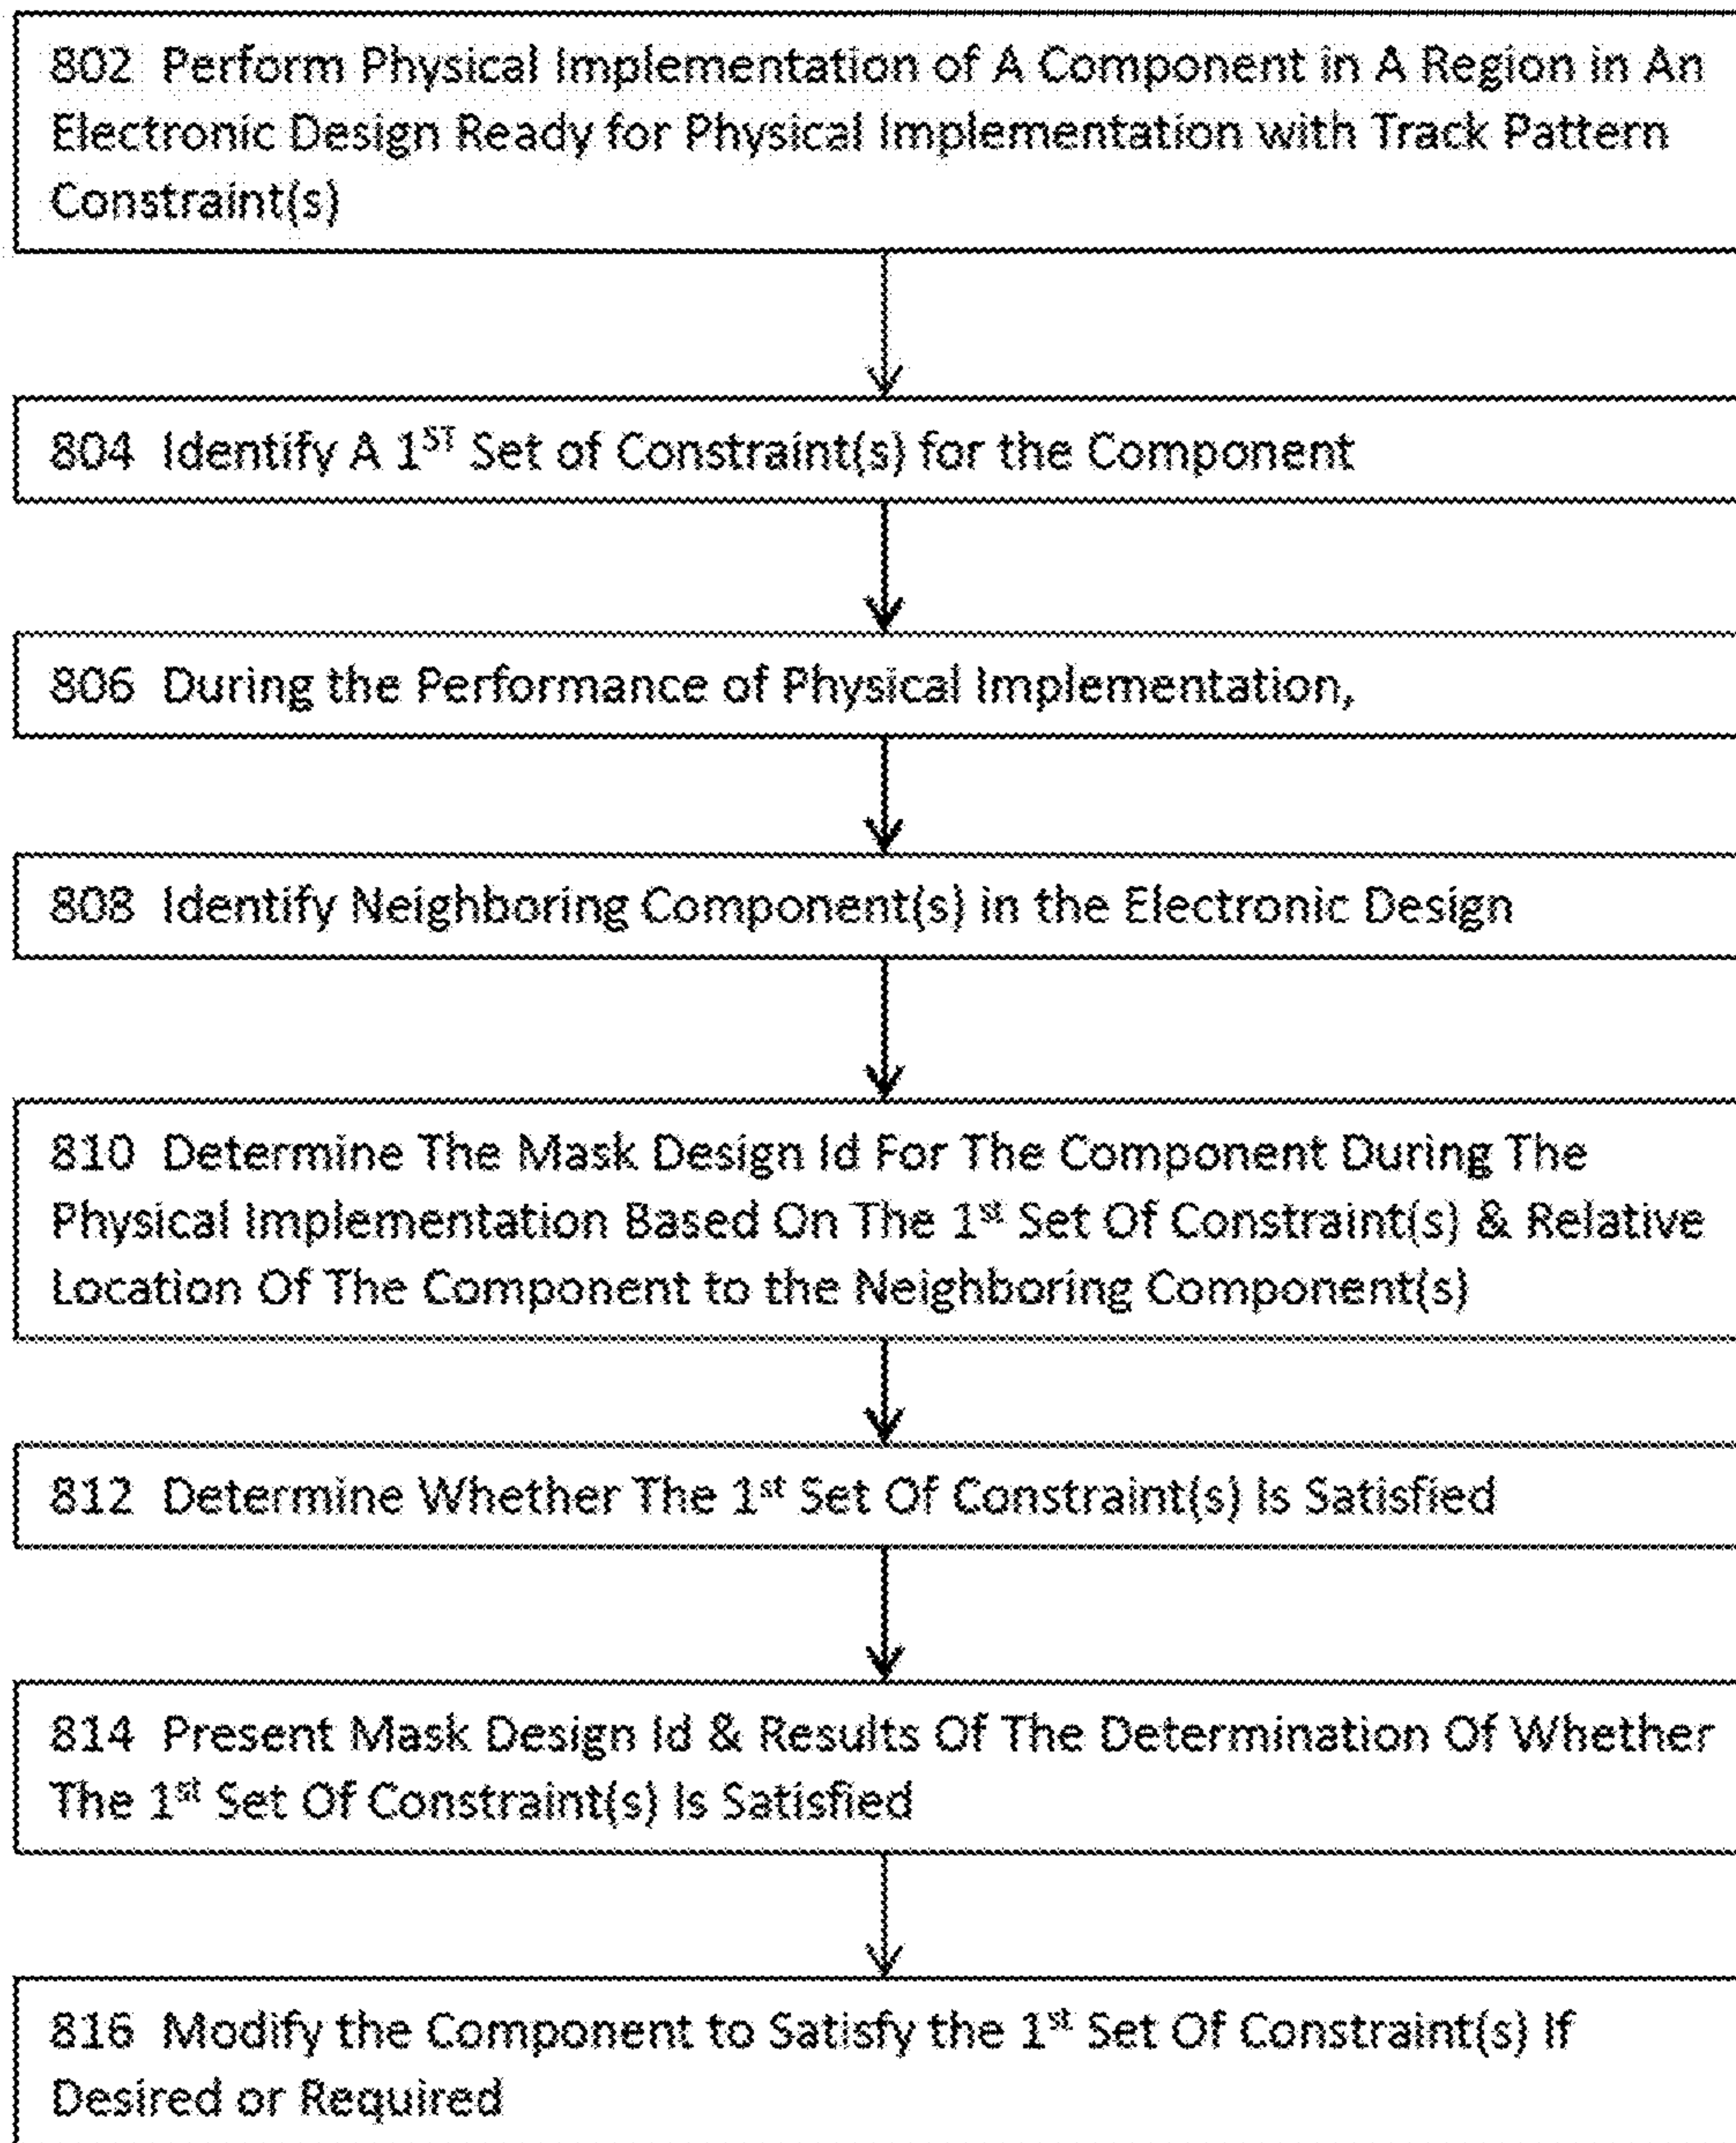 802 Perform Physical Implementation of A Component in A Region in An
Electronic Design Ready for Physical Implementation with Track Pattern
Constraint(s)
804 Identify A 1ST Set of Constraint(s) for the Component
806 During the Performance of Physical Implementation,
808 Identify Neighboring Component(s) in the Electronic Design
810 Determine The Mask Design Id For The Component During The
Physical Implementation Based On The 1st Set Of Constraint(s) & Relative
Location Of The Component to the Neighboring Component(s)
812 Determine Whether The 1st Set Of Constraint(s) Is Satisfied
814 Present Mask Design Id & Results Of The Determination Of Whether
The 1st Set Of Constraint(s) Is Satisfied
816 Modify the Component to Satisfy the 1st Set Of Constraint(s) If
Desired or Required